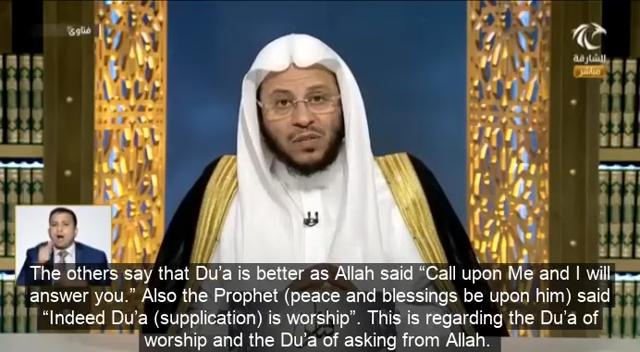 فتاوى
الشارقة
مباشر
The others say that Du’a is better as Allah said “Call upon Me and I will
answer you.” Also the Prophet (peace and blessings be upon him) said
“Indeed Du’a (supplication) is worship”. This is regarding the Du’a of
worship and the Du’a of asking from Allah.